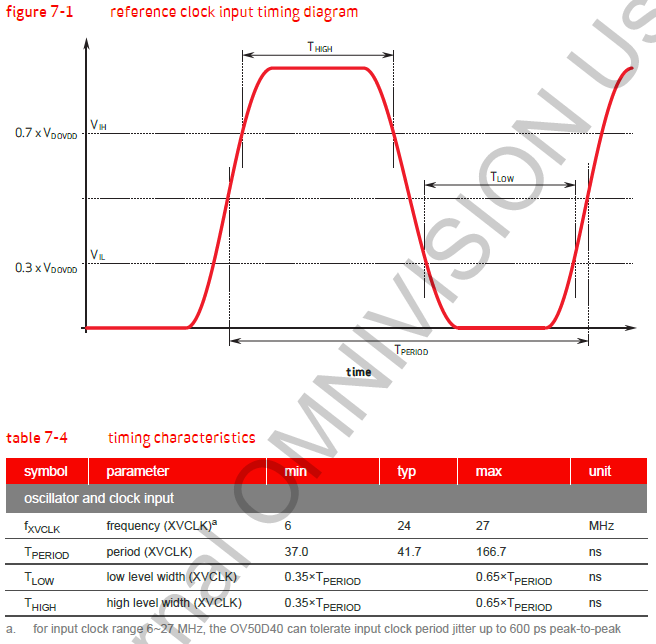 figure 7-1 reference clock input timing diagram
T HIGH
0.7 x VDOVDD
VIH
TLOW
VIL
0.3 x VDOVDD
TPERIOD
time
table 7-4 timing characteristics
symbol parameter min typ max unit
oscillator and clock input
fXVCLK frequency (XVCLK)a 6 24 27 MHz
TPERIOD period (XVCLK) 37.0 41.7 166.7 ns
TLOW low level width (XVCLK) 0.35×TPERIOD 0.65×TPERIOD ns
THIGH high level width (XVCLK) 0.35×TPERIOD 0.65×TPERIOD ns
a. for input clock range 6~27 MHz, the OV50D40 can tolerate input clock period jitter up to 600 ps peak-to-peak
OMNIVISION